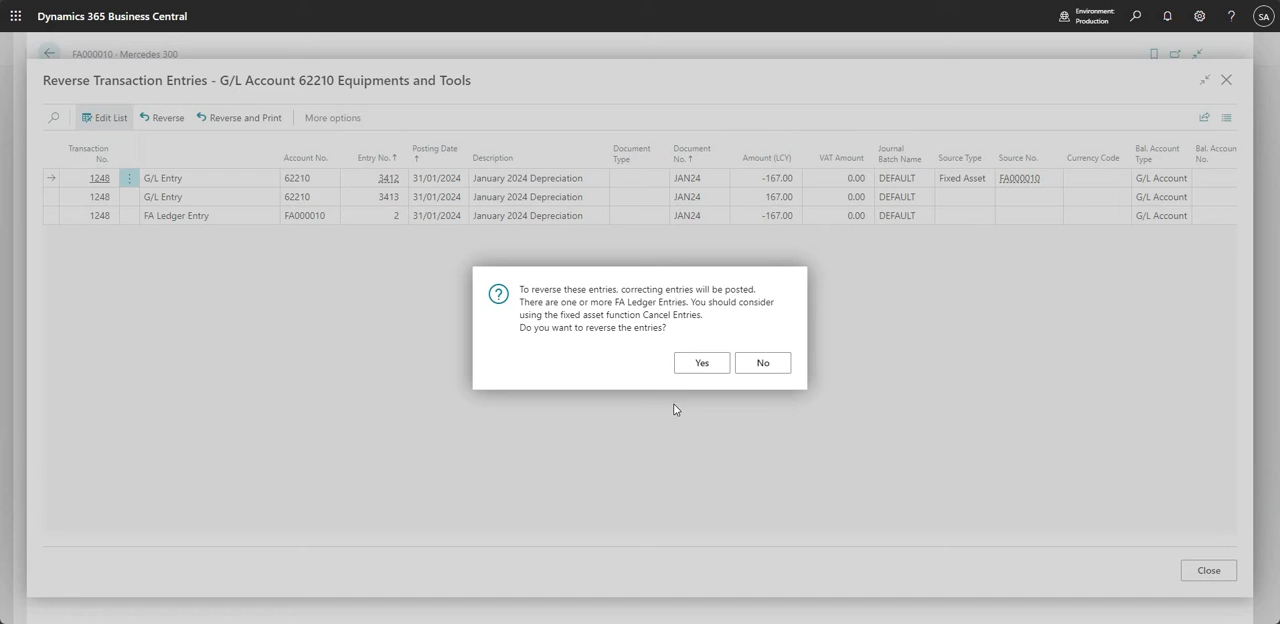 Dynamics 365 Business Central
Environment:
Production
?
SA
FA000010 · Mercedes 300
Reverse Transaction Entries - G/L Account 62210 Equipments and Tools
Edit List Reverse Reverse and Print More options
Transaction No. Account No. Entry No.↑ Posting Date ↑ Description Document Type Document No.↑ Amount (LCY) VAT Amount Journal Batch Name Source Type Source No. Currency Code Bal. Account Type Bal. Accoun No.
1248 G/L Entry 62210 3412 31/01/2024 January 2024 Depreciation JAN24 -167.00 0.00 DEFAULT Fixed Asset FA000010 G/L Account
1248 G/L Entry 62210 3413 31/01/2024 January 2024 Depreciation JAN24 167.00 0.00 DEFAULT G/L Account
1248 FA Ledger Entry FA000010 2 31/01/2024 January 2024 Depreciation JAN24 -167.00 0.00 DEFAULT G/L Account
To reverse these entries, correcting entries will be posted.
There are one or more FA Ledger Entries. You should consider
using the fixed asset function Cancel Entries.
Do you want to reverse the entries?
Yes No
Close